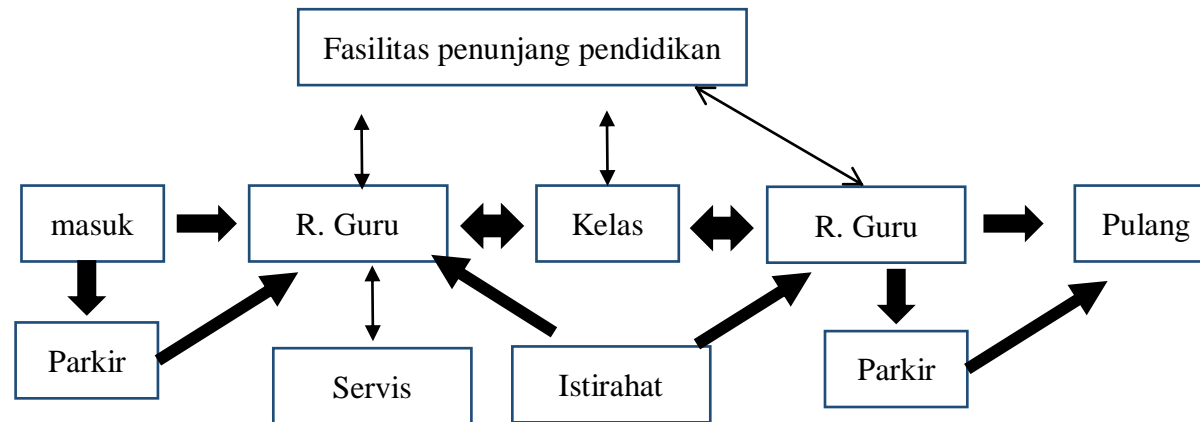 Fasilitas penunjang pendidikan
masuk
R. Guru
Kelas
R. Guru
Pulang
Parkir
Servis
Istirahat
Parkir